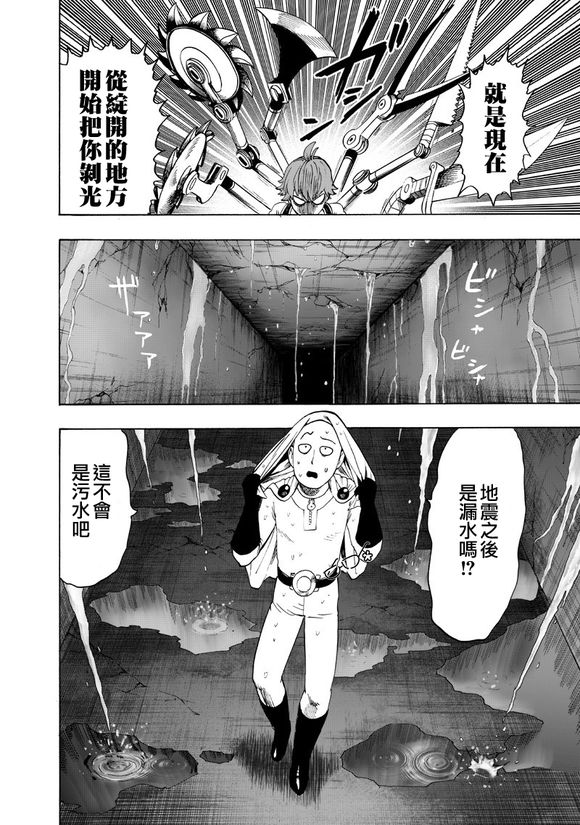 就是現在
從綻開的地方
開始把你剝光
ガシャン
ビシャ
ビシャ
ザアアア
地震之後
是漏水嗎!?
這不會
是污水吧